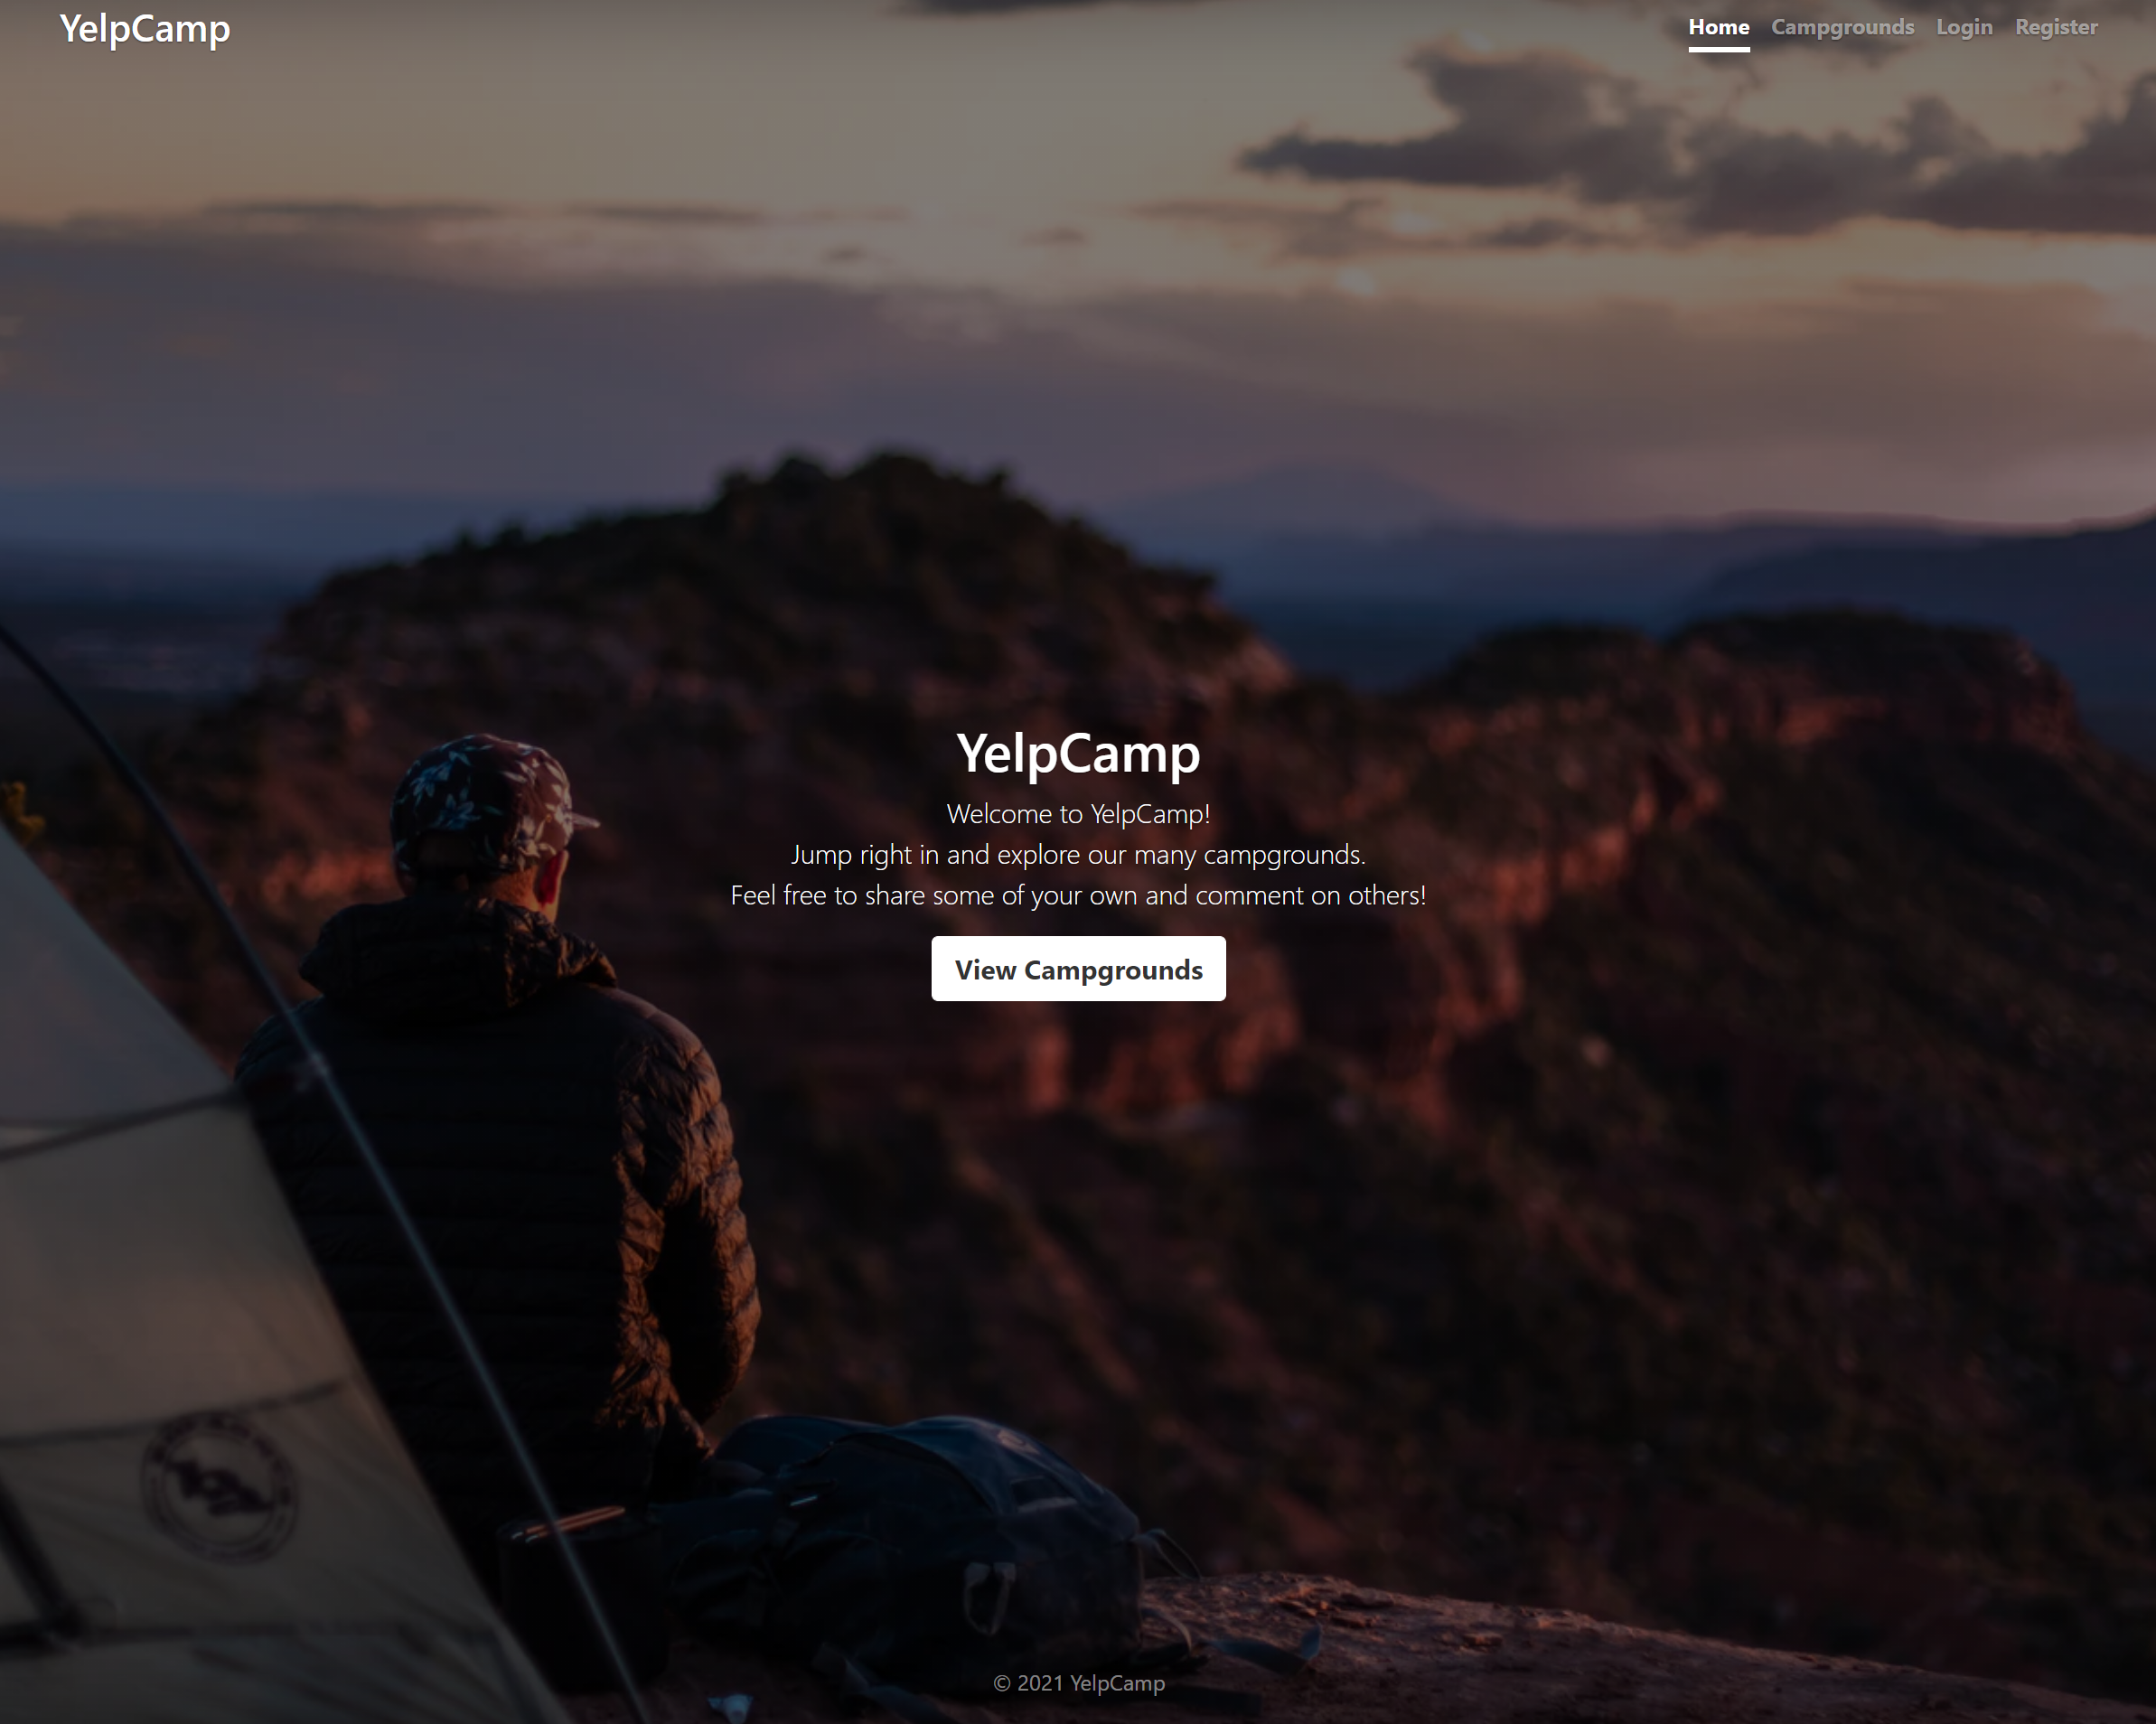 YelpCamp
Home Campgrounds Login Register
YelpCamp
Welcome to YelpCamp!
Jump right in and explore our many campgrounds.
Feel free to share some of your own and comment on others!
View Campgrounds
© 2021 YelpCamp